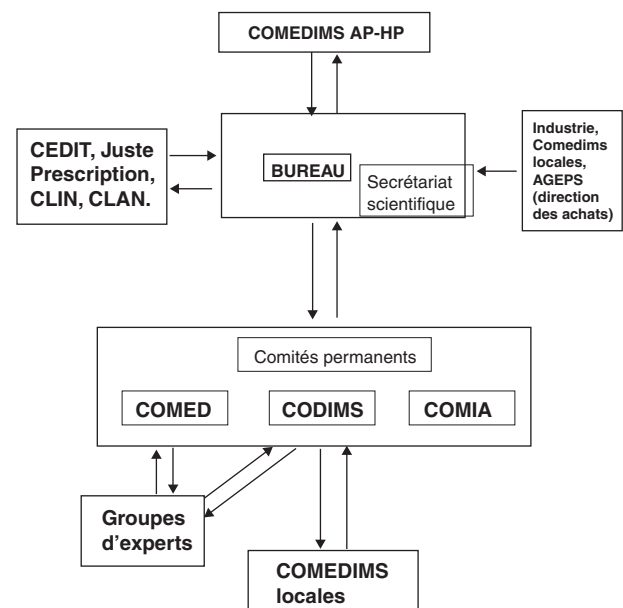 COMEDIMS AP-HP
CEDIT, Juste
Prescription,
CLIN, CLAN.
BUREAU
Secrétariat
scientifique
Industrie,
Comedims
locales,
AGEPS
(direction
des achats)
Comités permanents
COMED
CODIMS
COMIA
Groupes
d'experts
COMEDIMS
locales